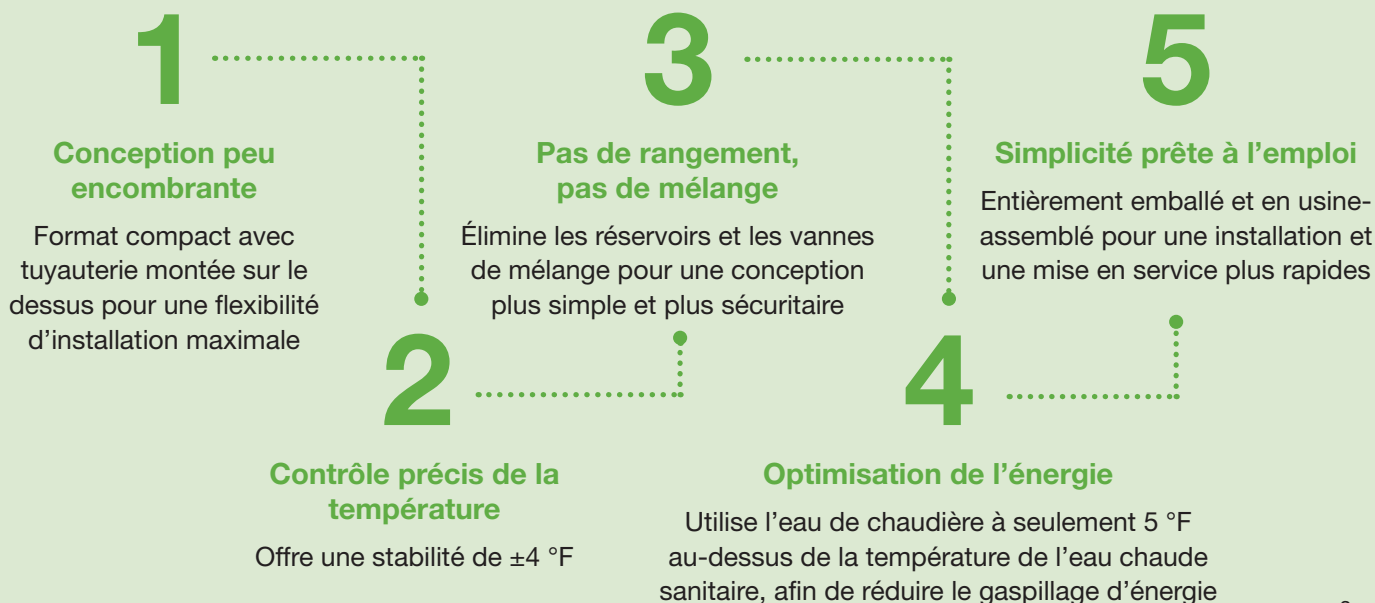 1
Conception peu
encombrante
Format compact avec
tuyauterie montée sur le
dessus pour une flexibilité
d’installation maximale
2
Contrôle précis de la
température
Offre une stabilité de ±4 °F
3
Pas de rangement,
pas de mélange
Élimine les réservoirs et les vannes
de mélange pour une conception
plus simple et plus sécuritaire
4
Optimisation de l’énergie
Utilise l’eau de chaudière à seulement 5 °F
au-dessus de la température de l’eau chaude
sanitaire, afin de réduire le gaspillage d’énergie
5
Simplicité prête à l’emploi
Entièrement emballé et en usine-
assemblé pour une installation et
une mise en service plus rapides